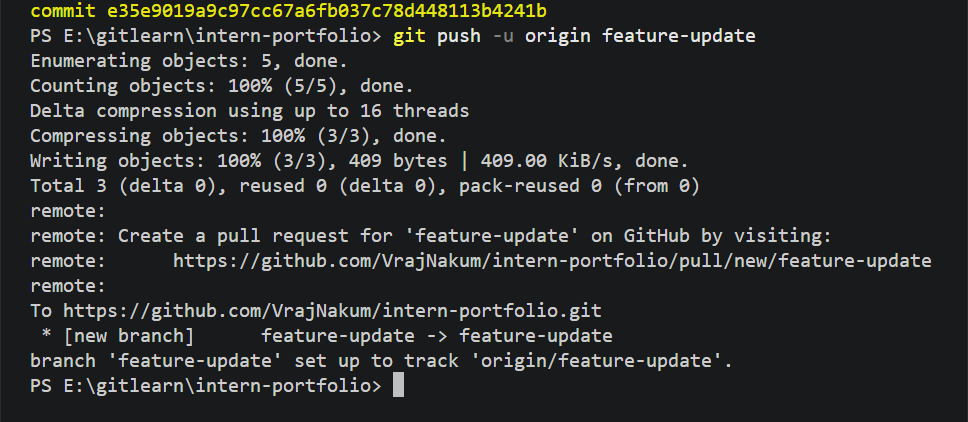 commit e35e9019a9c97cc67a6fb037c78d448113b4241b
PS E:\gitlearn\intern-portfolio> git push -u origin feature-update
Enumerating objects: 5, done.
Counting objects: 100% (5/5), done.
Delta compression using up to 16 threads
Compressing objects: 100% (3/3), done.
Writing objects: 100% (3/3), 409 bytes | 409.00 KiB/s, done.
Total 3 (delta 0), reused 0 (delta 0), pack-reused 0 (from 0)
remote:
remote: Create a pull request for 'feature-update' on GitHub by visiting:
remote:      https://github.com/VrajNakum/intern-portfolio/pull/new/feature-update
remote:
To https://github.com/VrajNakum/intern-portfolio.git
 * [new branch]      feature-update -> feature-update
branch 'feature-update' set up to track 'origin/feature-update'.
PS E:\gitlearn\intern-portfolio>